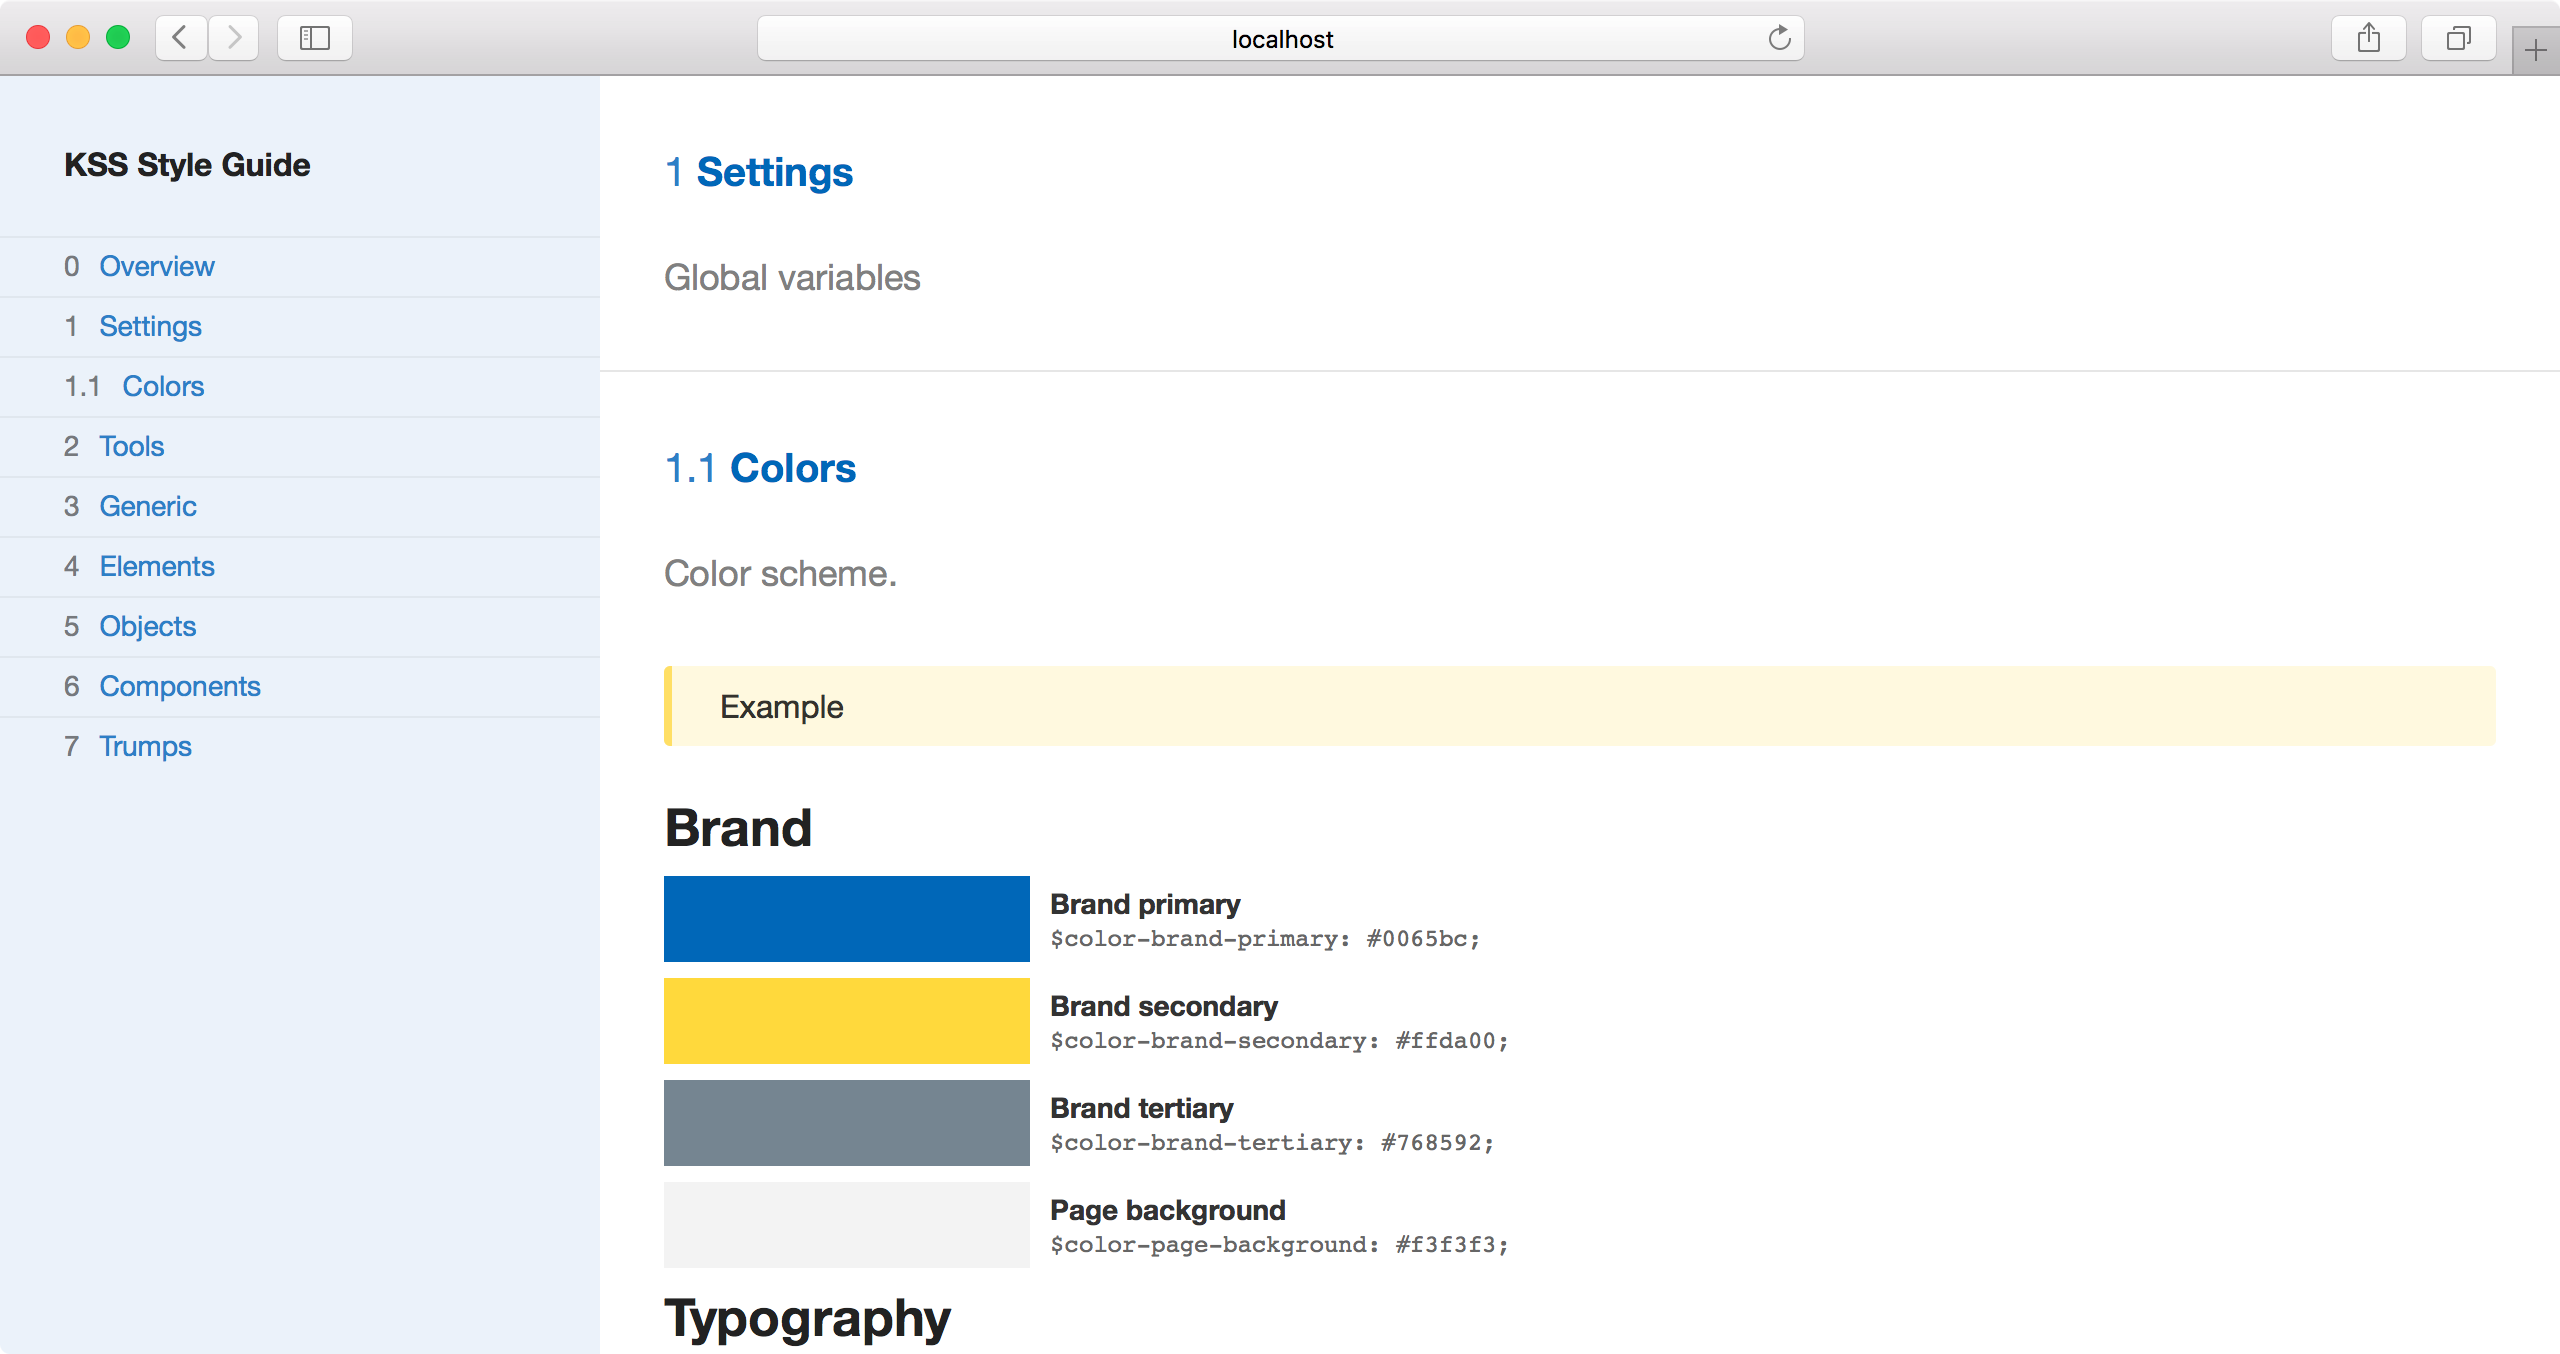 localhost
KSS Style Guide
0 Overview
1 Settings
1.1 Colors
2 Tools
3 Generic
4 Elements
5 Objects
6 Components
7 Trumps
1 Settings
Global variables
1.1 Colors
Color scheme.
Example
Brand
Brand primary
$color-brand-primary: #0065bc;
Brand secondary
$color-brand-secondary: #ffda00;
Brand tertiary
$color-brand-tertiary: #768592;
Page background
$color-page-background: #f3f3f3;
Typography